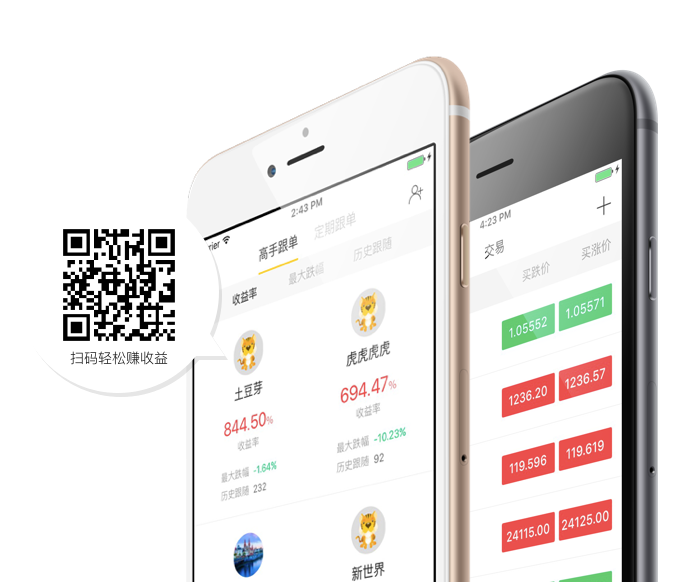 扫码轻松赚收益
rrier
2:43 PM
高手跟单
定期跟单
收益率
最大跌幅
历史跟随
土豆芽
844.50%
收益率
最大跌幅 -1.64%
历史跟随 232
虎虎虎虎
694.47%
收益率
最大跌幅 -10.23%
历史跟随 92
新世界
4:23 PM
交易
买跌价
买涨价
1.05552
1.05571
1236.20
1236.57
119.596
119.619
24115.00
24125.00